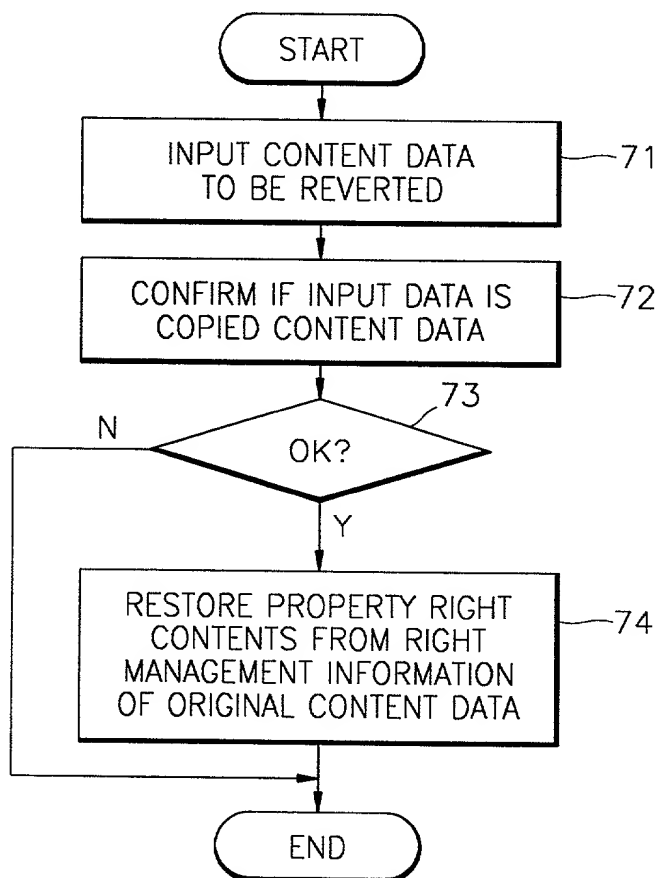 START
INPUT CONTENT DATA
TO BE REVERTED
71
CONFIRM IF INPUT DATA IS
COPIED CONTENT DATA
72
73
N
OK?
Y
RESTORE PROPERTY RIGHT
CONTENTS FROM RIGHT
MANAGEMENT INFORMATION
OF ORIGINAL CONTENT DATA
74
END